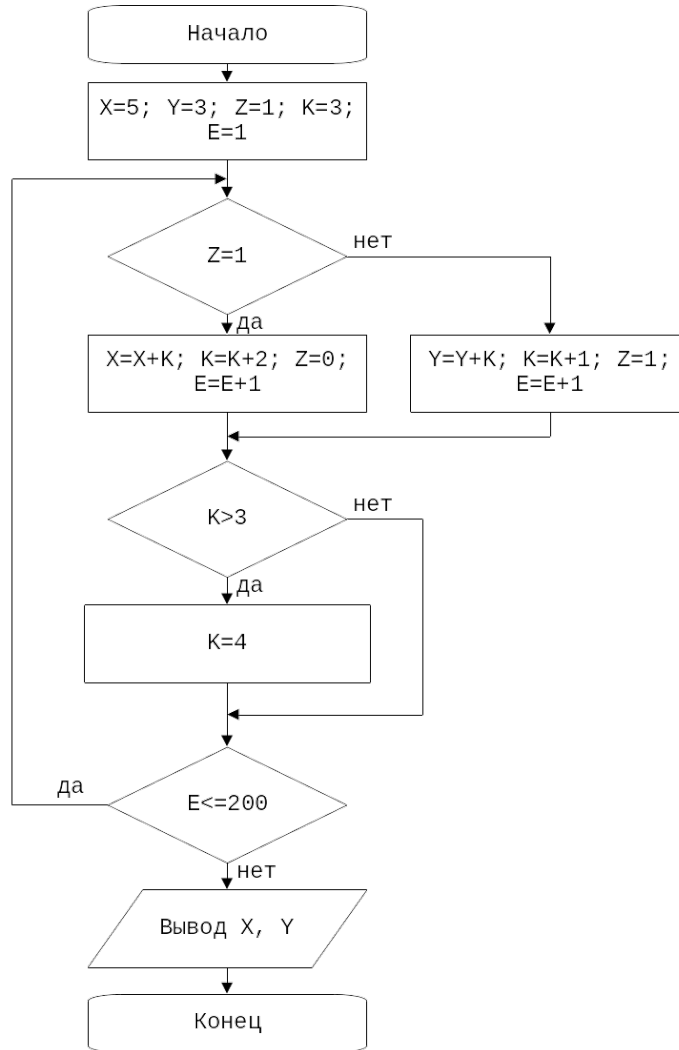 Начало
X=5; Y=3; Z=1; K=3;
E=1
Z=1
нет
да
X=X+K; K=K+2; Z=0;
E=E+1
Y=Y+K; K=K+1; Z=1;
E=E+1
K>3
нет
да
K=4
E<=200
да
нет
Вывод X, Y
Конец